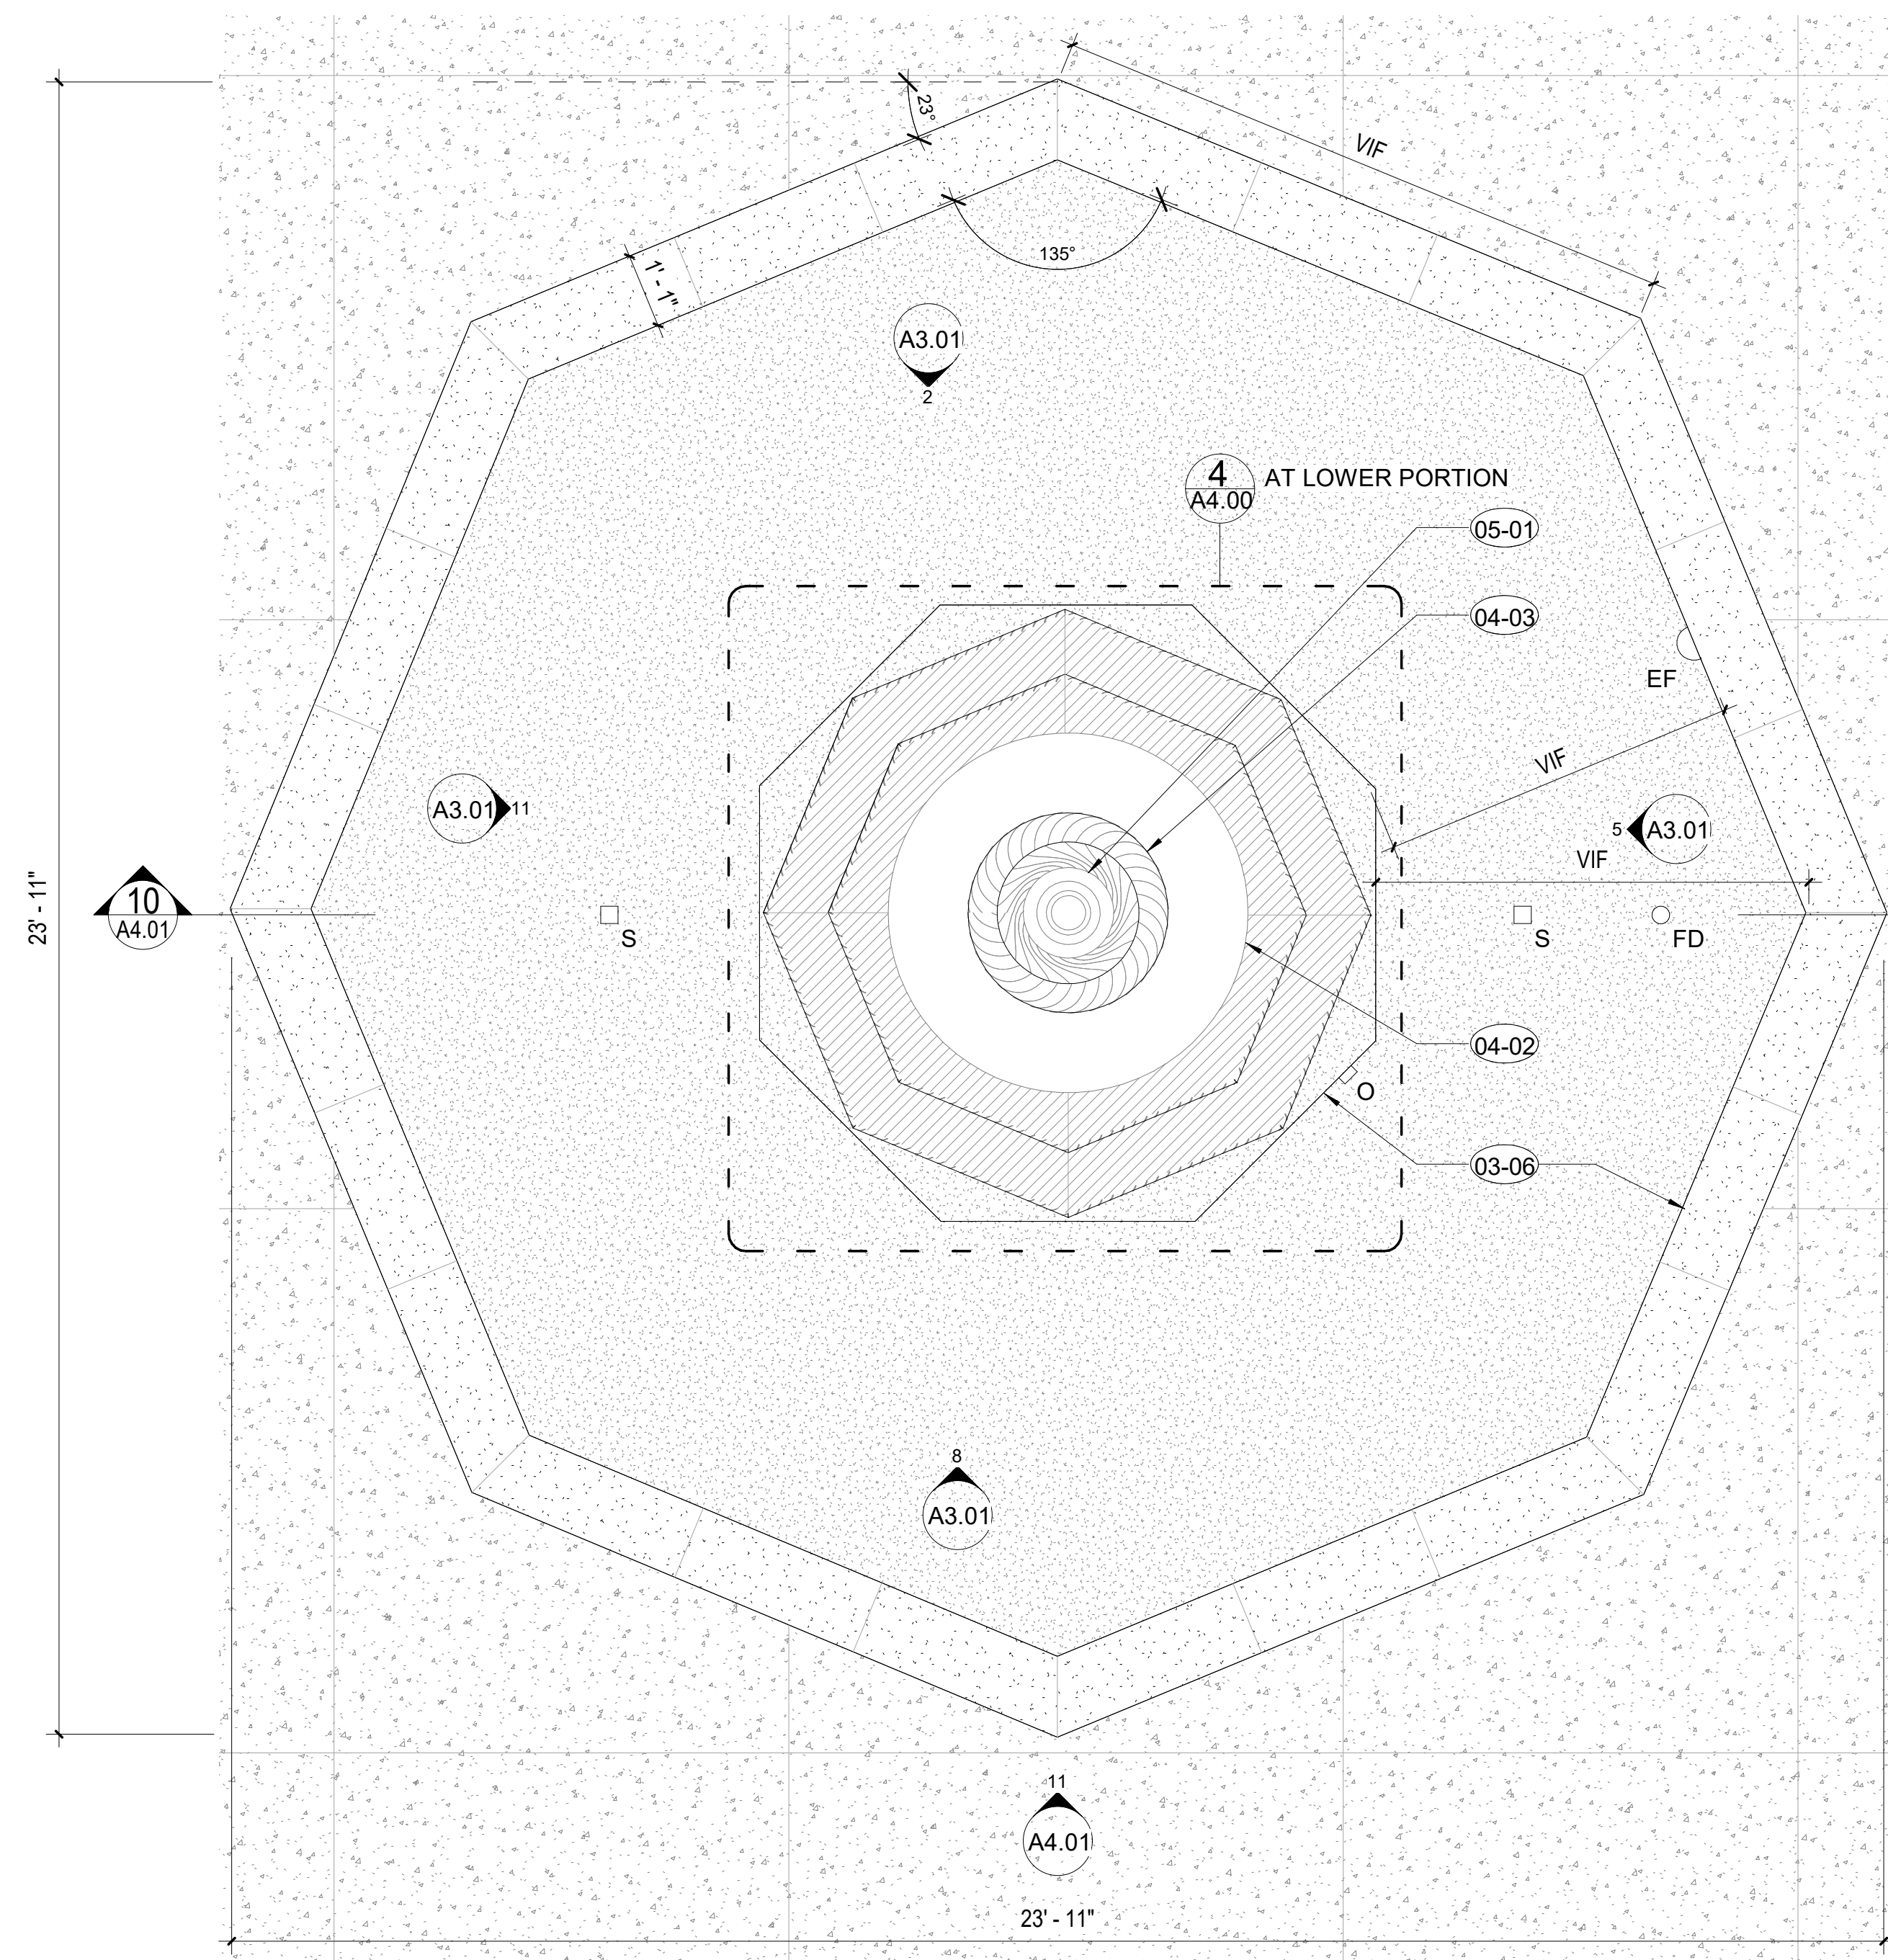 VIF
23°
135°
1' - 1"
A3.01
2
4
A4.00
AT LOWER PORTION
05-01
04-03
EF
VIF
A3.01
11
5
A3.01
VIF
10
A4.01
23' - 11"
S
S
FD
04-02
O
03-06
8
A3.01
11
A4.01
23' - 11"